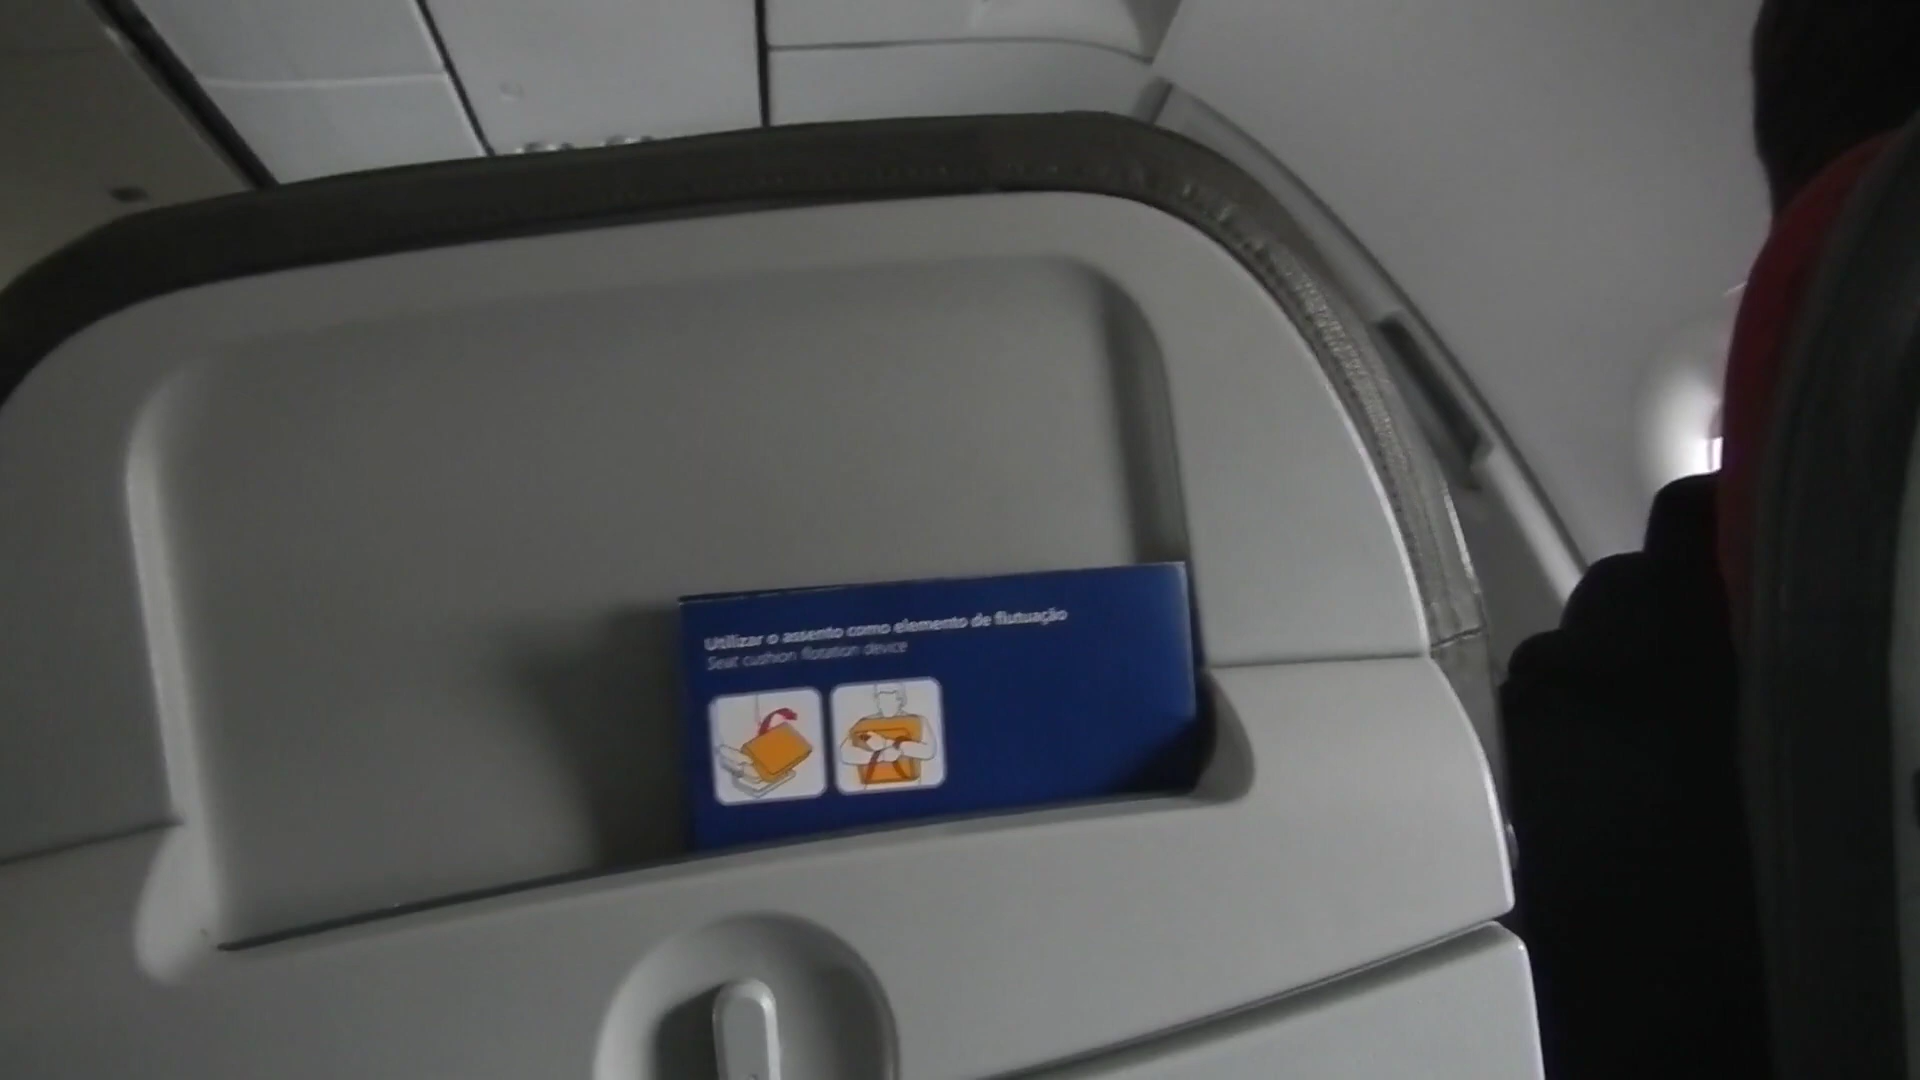 Utilizar o assento como elemento de flutuação
Seat cushion flotation device